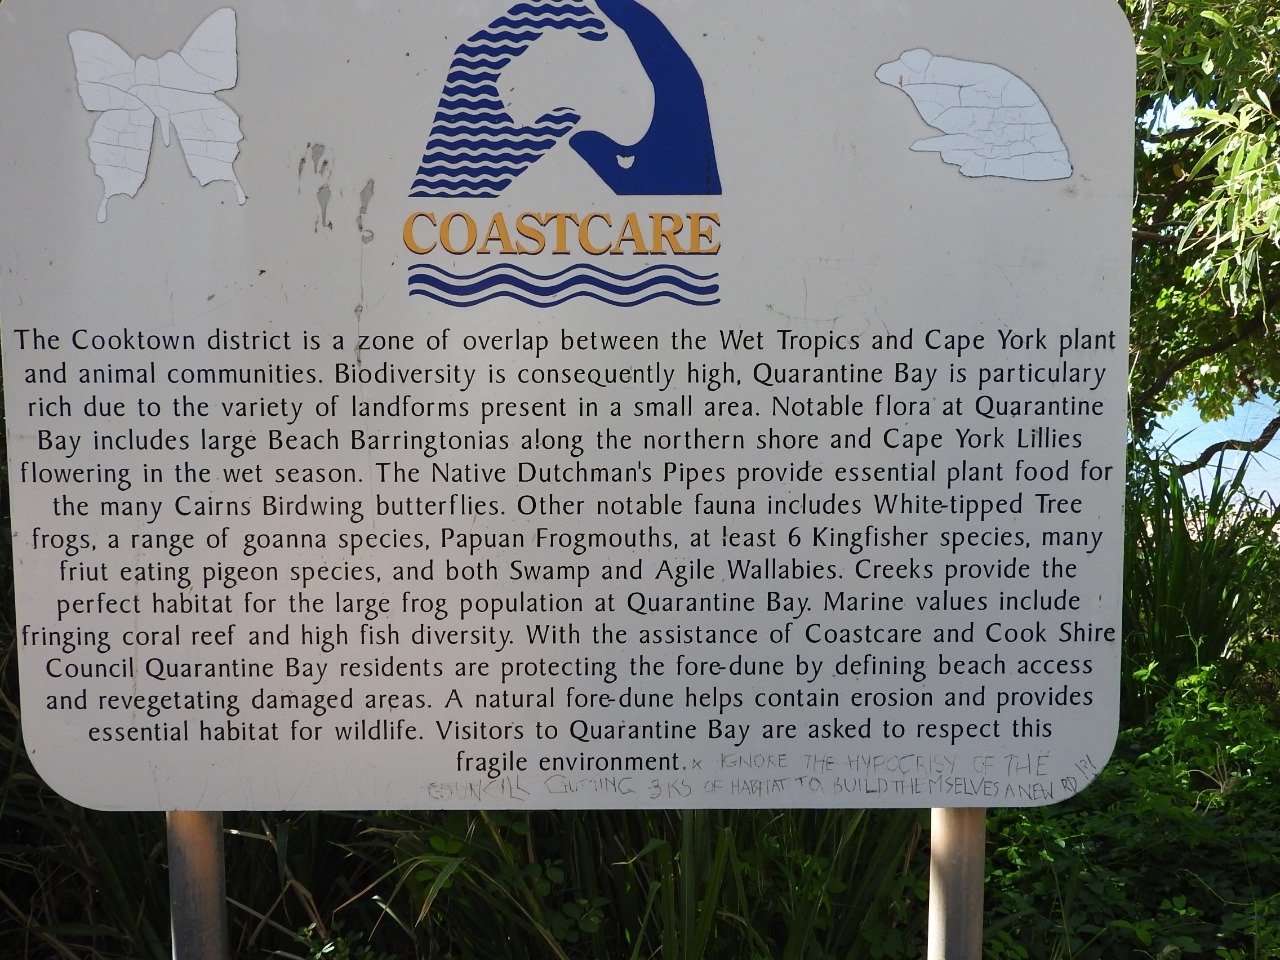 COASTCARE
The Cooktown district is a zone of overlap between the Wet Tropics and Cape York plant
and animal communities. Biodiversity is consequently high, Quarantine Bay is particulary
rich due to the variety of landforms present in a small area. Notable flora at Quarantine
Bay includes large Beach Barringtonias along the northern shore and Cape York Lillies
flowering in the wet season. The Native Dutchman's Pipes provide essential plant food for
the many Cairns Birdwing butterflies. Other notable fauna includes White-tipped Tree
frogs, a range of goanna species, Papuan Frogmouths, at least 6 Kingfisher species, many
friut eating pigeon species, and both Swamp and Agile Wallabies. Creeks provide the
perfect habitat for the large frog population at Quarantine Bay. Marine values include
fringing coral reef and high fish diversity. With the assistance of Coastcare and Cook Shire
Council Quarantine Bay residents are protecting the fore-dune by defining beach access
and revegetating damaged areas. A natural fore-dune helps contain erosion and provides
essential habitat for wildlife. Visitors to Quarantine Bay are asked to respect this
fragile environment. x IGNORE THE HYPOCRISY OF THE
COUNCIL GUTTING 3KS OF HABITAT TO BUILD THEMSELVES A NEW RD !?!